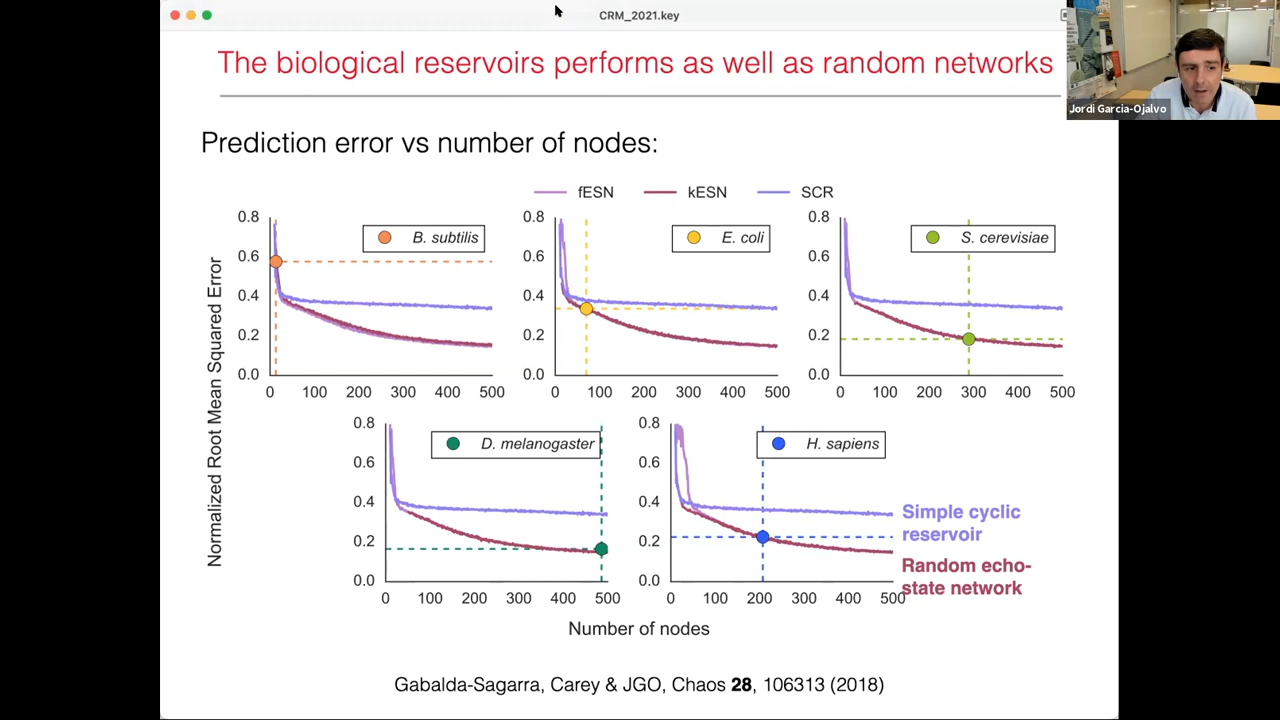 CRM_2021.key
Jordi Garcia-Ojalvo
The biological reservoirs performs as well as random networks
Prediction error vs number of nodes:
fESN kESN SCR
Normalized Root Mean Squared Error
0.8
0.6
0.4
0.2
0.0
B. subtilis
0 100 200 300 400 500
0.8
0.6
0.4
0.2
0.0
E. coli
0 100 200 300 400 500
0.8
0.6
0.4
0.2
0.0
S. cerevisiae
0 100 200 300 400 500
0.8
0.6
0.4
0.2
0.0
D. melanogaster
0 100 200 300 400 500
0.8
0.6
0.4
0.2
0.0
H. sapiens
0 100 200 300 400 500
Simple cyclic
reservoir
Random echo-
state network
Number of nodes
Gabalda-Sagarra, Carey & JGO, Chaos 28, 106313 (2018)